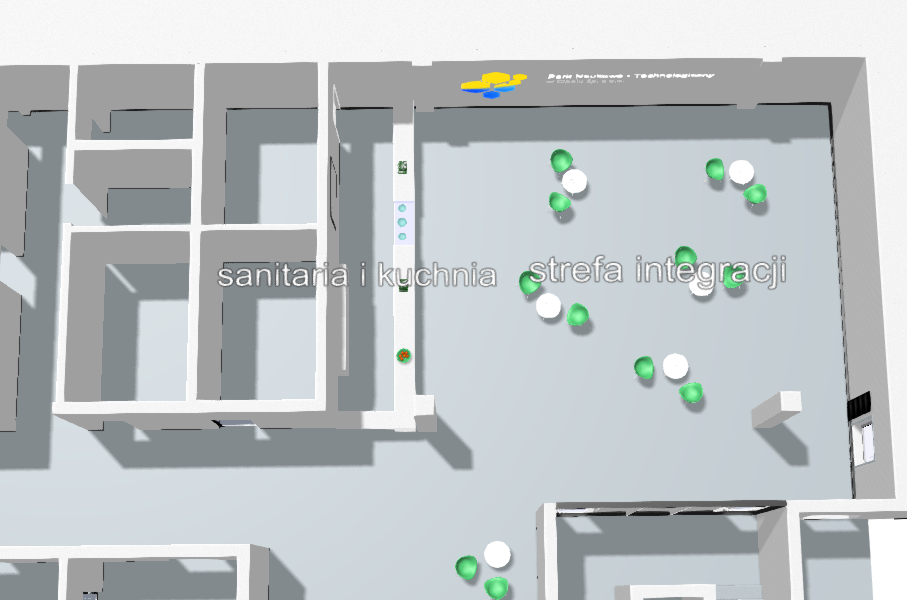 Park Naukowo - Technologiczny
sanitaria i kuchnia
strefa integracji